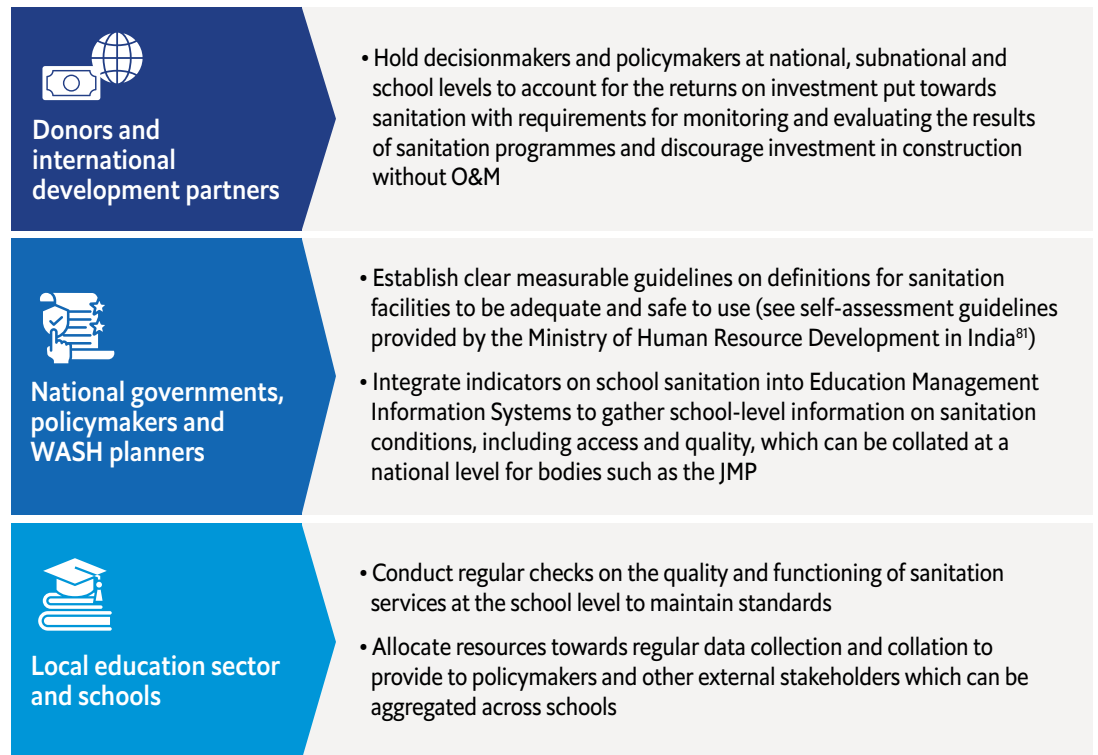 Donors and
international
development partners
• Hold decisionmakers and policymakers at national, subnational and
school levels to account for the returns on investment put towards
sanitation with requirements for monitoring and evaluating the results
of sanitation programmes and discourage investment in construction
without O&M
National governments,
policymakers and
WASH planners
• Establish clear measurable guidelines on definitions for sanitation
facilities to be adequate and safe to use (see self-assessment guidelines
provided by the Ministry of Human Resource Development in India⁸¹)
• Integrate indicators on school sanitation into Education Management
Information Systems to gather school-level information on sanitation
conditions, including access and quality, which can be collated at a
national level for bodies such as the JMP
Local education sector
and schools
• Conduct regular checks on the quality and functioning of sanitation
services at the school level to maintain standards
• Allocate resources towards regular data collection and collation to
provide to policymakers and other external stakeholders which can be
aggregated across schools